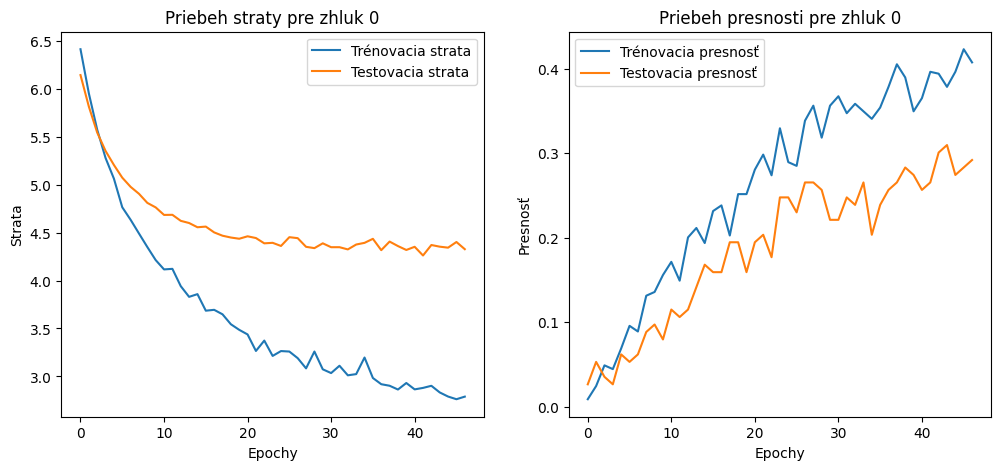 Priebeh straty pre zhluk 0
Trénovacia strata
Testovacia strata
Strata
6.5
6.0
5.5
5.0
4.5
4.0
3.5
3.0
0
10
20
30
40
Epochy
Priebeh presnosti pre zhluk 0
Trénovacia presnosť
Testovacia presnosť
Presnosť
0.4
0.3
0.2
0.1
0.0
0
10
20
30
40
Epochy